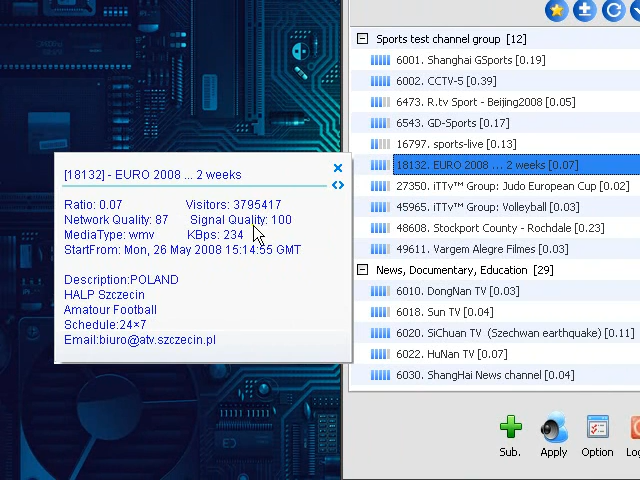 Sports test channel group [12]
6001. Shanghai GSports [0.19]
6002. CCTV-5 [0.39]
6473. R.tv Sport - Beijing2008 [0.05]
6543. GD-Sports [0.17]
16797. sports-live [0.13]
18132. EURO 2008 ... 2 weeks [0.07]
27350. iTTv™ Group: Judo European Cup [0.02]
45965. iTTv™ Group: Volleyball [0.03]
48608. Stockport County - Rochdale [0.23]
49611. Vargem Alegre Filmes [0.03]
News, Documentary, Education [29]
6010. DongNan TV [0.03]
6018. Sun TV [0.04]
6020. SiChuan TV (Szechwan earthquake) [0.11]
6022. HuNan TV [0.07]
6030. ShangHai News channel [0.04]
[18132] - EURO 2008 ... 2 weeks
Ratio: 0.07 Visitors: 3795417
Network Quality: 87 Signal Quality: 100
MediaType: wmv KBps: 234
StartFrom: Mon, 26 May 2008 15:14:55 GMT
Description:POLAND
HALP Szczecin
Amatour Football
Schedule:24×7
Email:biuro@atv.szczecin.pl
Sub. Apply Option Log